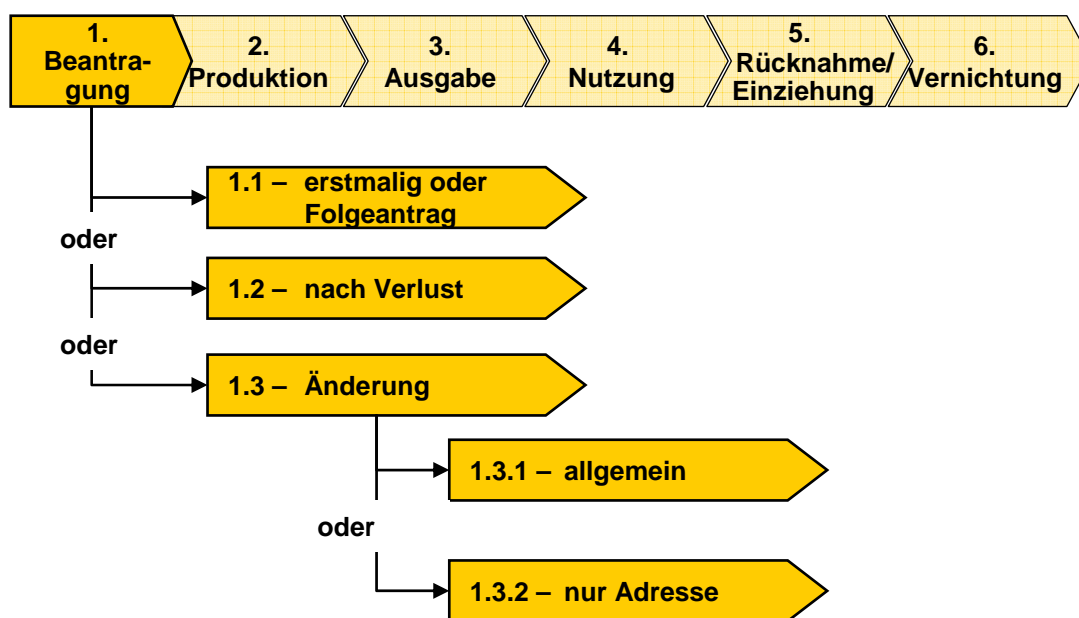 1.
Beantra-
gung
2.
Produktion
3.
Ausgabe
4.
Nutzung
5.
Rücknahme/
Einziehung
6.
Vernichtung
1.1 – erstmalig oder
Folgeantrag
oder
1.2 – nach Verlust
oder
1.3 – Änderung
1.3.1 – allgemein
oder
1.3.2 – nur Adresse